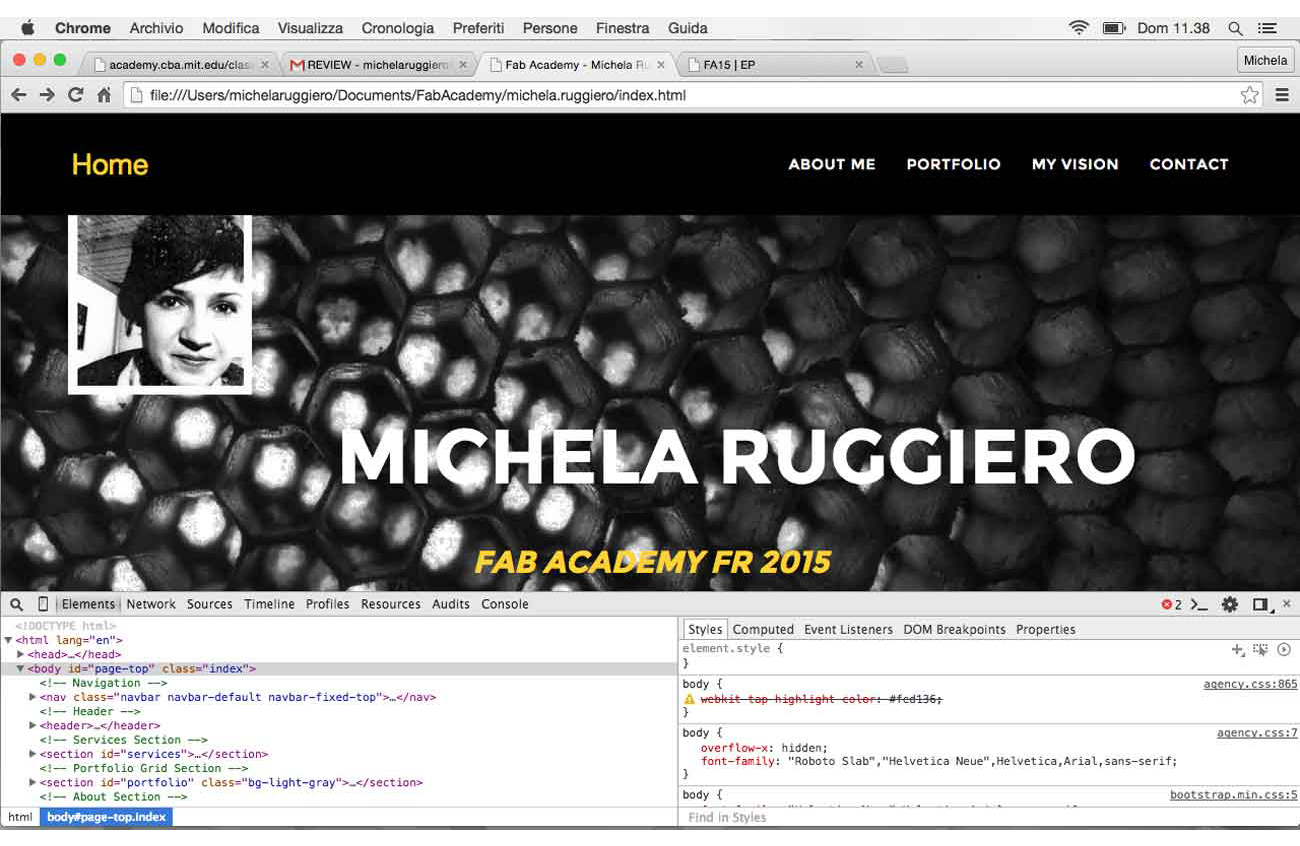 Chrome Archivio Modifica Visualizza Cronologia Preferiti Persone Finestra Guida Dom 11.38
academy.cba.mit.edu/clas REVIEW - michelaruggiero Fab Academy - Michela Ru FA15 | EP Michela
file:///Users/michelaruggiero/Documents/FabAcademy/michela.ruggiero/index.html
Home ABOUT ME PORTFOLIO MY VISION CONTACT
MICHELA RUGGIERO
FAB ACADEMY FR 2015
Elements Network Sources Timeline Profiles Resources Audits Console 2
<!DOCTYPE html>
<html lang="en">
<head>…</head>
<body id="page-top" class="index">
<!-- Navigation -->
<nav class="navbar navbar-default navbar-fixed-top">…</nav>
<!-- Header -->
<header>…</header>
<!-- Services Section -->
<section id="services">…</section>
<!-- Portfolio Grid Section -->
<section id="portfolio" class="bg-light-gray">…</section>
<!-- About Section -->
html body#page-top.index
Styles Computed Event Listeners DOM Breakpoints Properties
element.style {
}
body { agency.css:865
webkit-tap-highlight-color: #fed136;
}
body { agency.css:7
overflow-x: hidden;
font-family: "Roboto Slab","Helvetica Neue",Helvetica,Arial,sans-serif;
}
body { bootstrap.min.css:5
Find in Styles